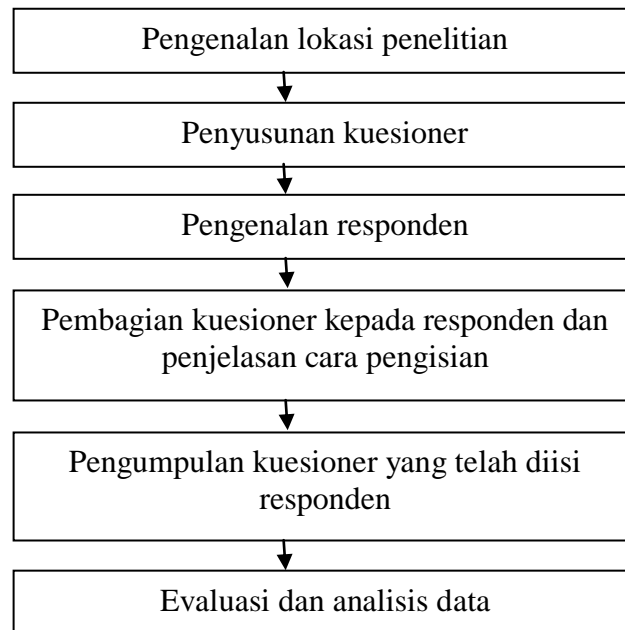 Pengenalan lokasi penelitian
Penyusunan kuesioner
Pengenalan responden
Pembagian kuesioner kepada responden dan
penjelasan cara pengisian
Pengumpulan kuesioner yang telah diisi
responden
Evaluasi dan analisis data